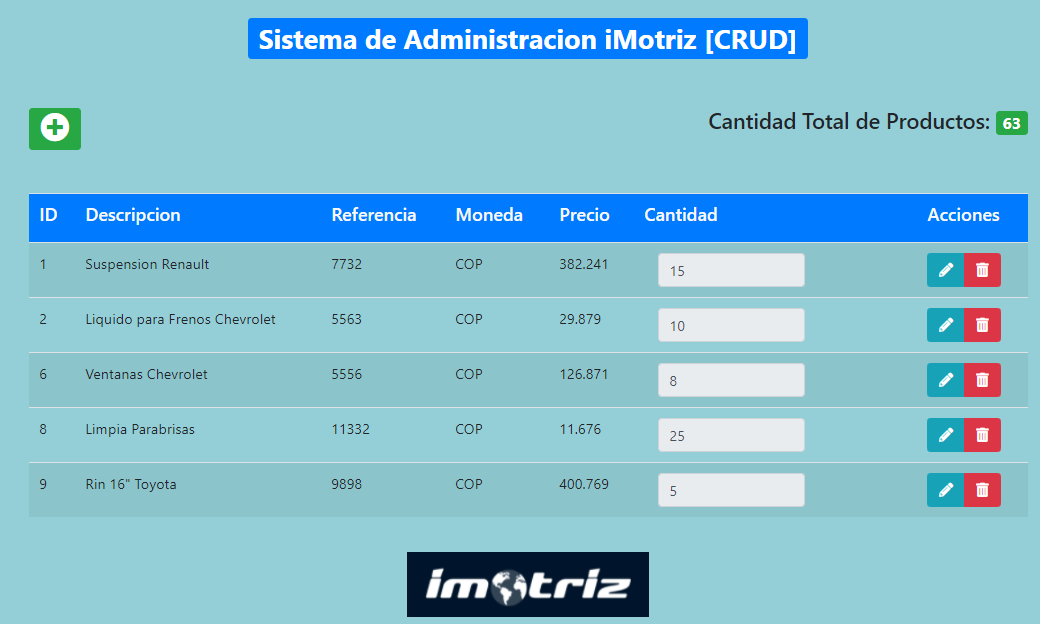 Sistema de Administracion iMotriz [CRUD]
Cantidad Total de Productos: 63
ID Descripcion Referencia Moneda Precio Cantidad Acciones
1 Suspension Renault 7732 COP 382.241 15
2 Liquido para Frenos Chevrolet 5563 COP 29.879 10
6 Ventanas Chevrolet 5556 COP 126.871 8
8 Limpia Parabrisas 11332 COP 11.676 25
9 Rin 16" Toyota 9898 COP 400.769 5
imotriz